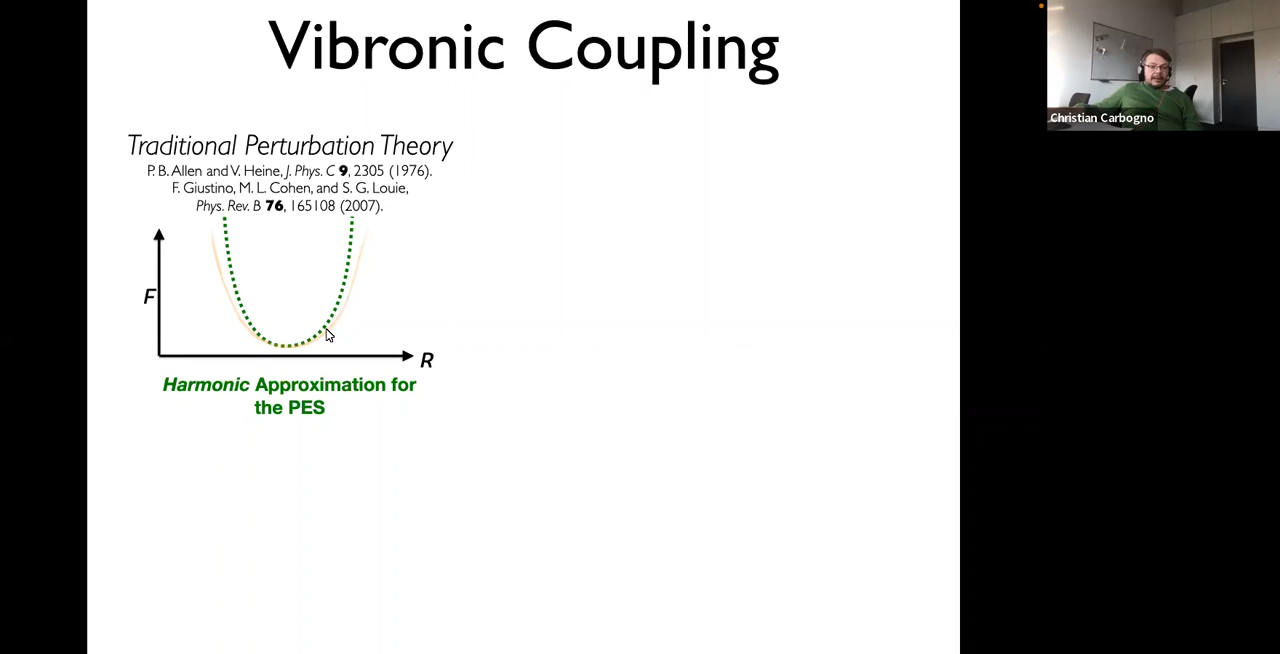 Vibronic Coupling
Christian Carbogno
Traditional Perturbation Theory
P. B. Allen and V. Heine, J. Phys. C 9, 2305 (1976).
F. Giustino, M. L. Cohen, and S. G. Louie,
Phys. Rev. B 76, 165108 (2007).
F
R
Harmonic Approximation for
the PES